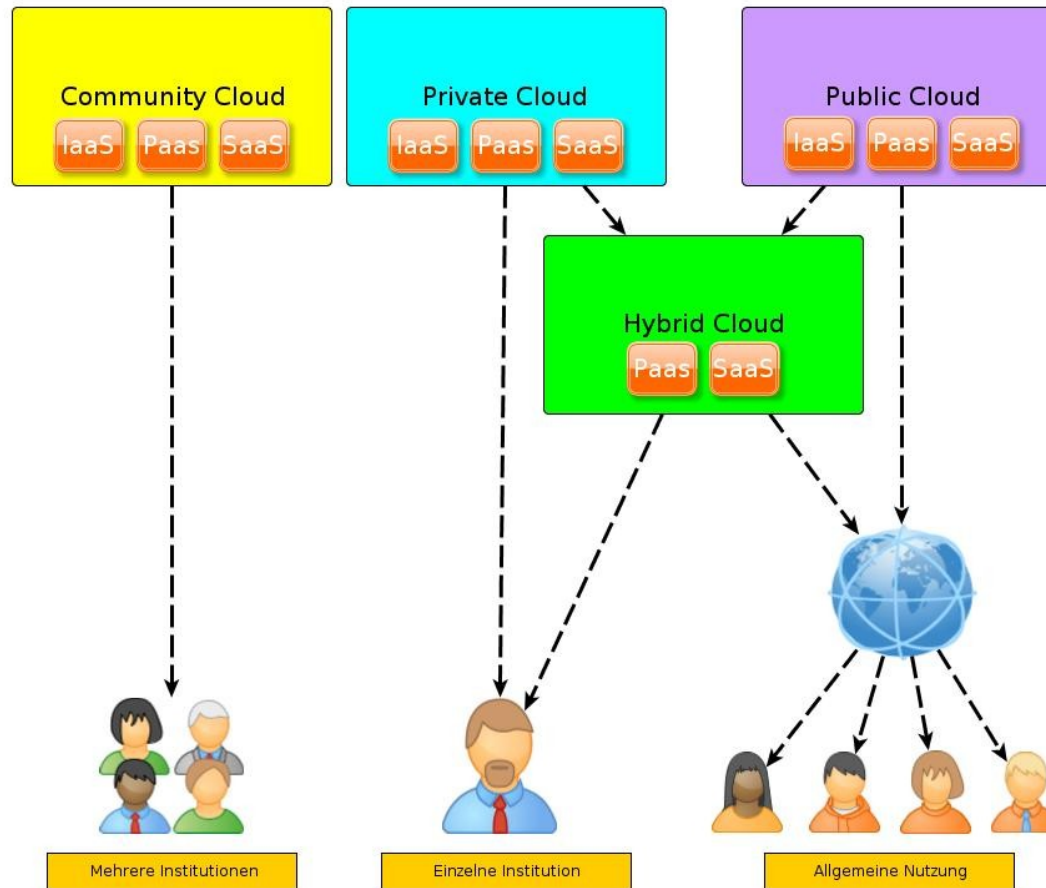 Community Cloud
IaaS Paas SaaS
Private Cloud
IaaS Paas SaaS
Public Cloud
IaaS Paas SaaS
Hybrid Cloud
Paas SaaS
Mehrere Institutionen
Einzelne Institution
Allgemeine Nutzung